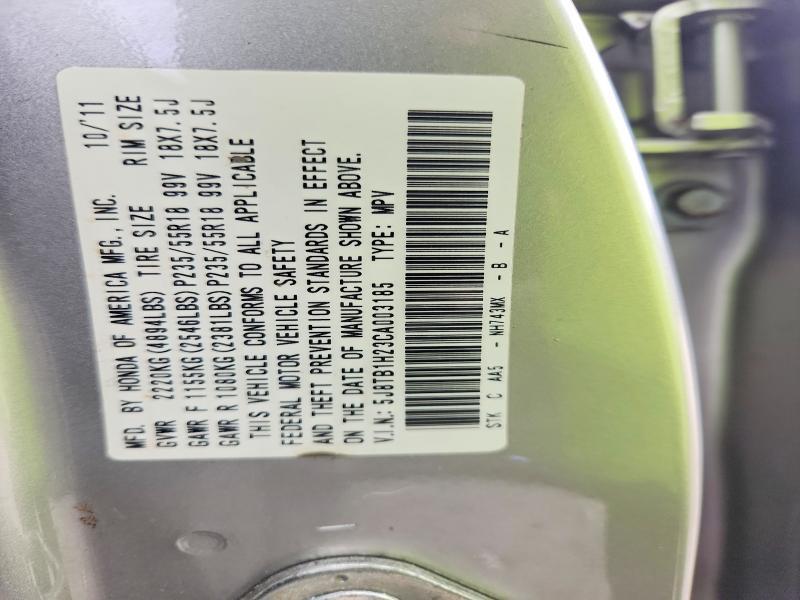 MFD. BY HONDA OF AMERICA MFG., INC. 10/'11
GVWR 2220KG(4894LBS) TIRE SIZE RIM SIZE
GAWR F 1155KG(2546LBS)P235/55R18 99V 18X7.5J
GAWR R 1080KG(2381LBS)P235/55R18 99V 18X7.5J
THIS VEHICLE CONFORMS TO ALL APPLICABLE
FEDERAL MOTOR VEHICLE SAFETY
AND THEFT PREVENTION STANDARDS IN EFFECT
ON THE DATE OF MANUFACTURE SHOWN ABOVE.
V.I.N.: 5J8TB1H23CA003185 TYPE: MPV
STK C AA5 - NH743MX - B - A